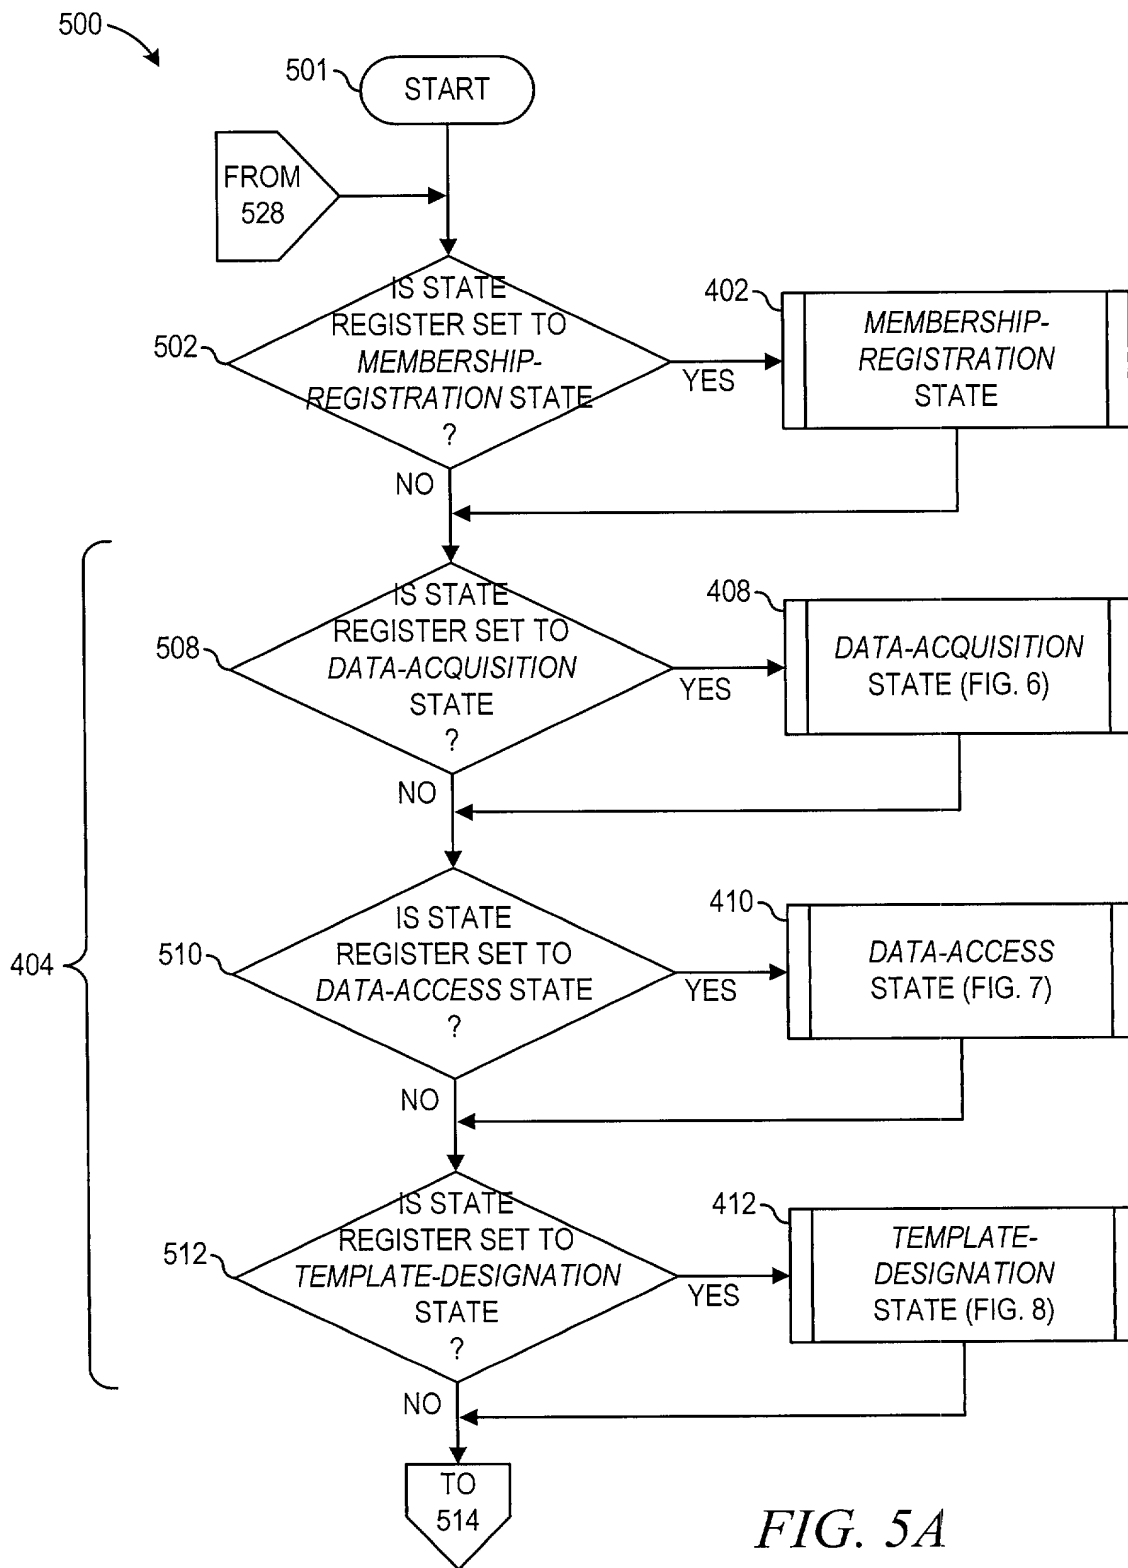 500
501
START
FROM
528
IS STATE
REGISTER SET TO
MEMBERSHIP-
REGISTRATION STATE
?
502
YES
402
MEMBERSHIP-
REGISTRATION
STATE
NO
IS STATE
REGISTER SET TO
DATA-ACQUISITION
STATE
?
508
YES
408
DATA-ACQUISITION
STATE (FIG. 6)
NO
404
IS STATE
REGISTER SET TO
DATA-ACCESS STATE
?
510
YES
410
DATA-ACCESS
STATE (FIG. 7)
NO
IS STATE
REGISTER SET TO
TEMPLATE-DESIGNATION
STATE
?
512
YES
412
TEMPLATE-
DESIGNATION
STATE (FIG. 8)
NO
TO
514
FIG. 5A